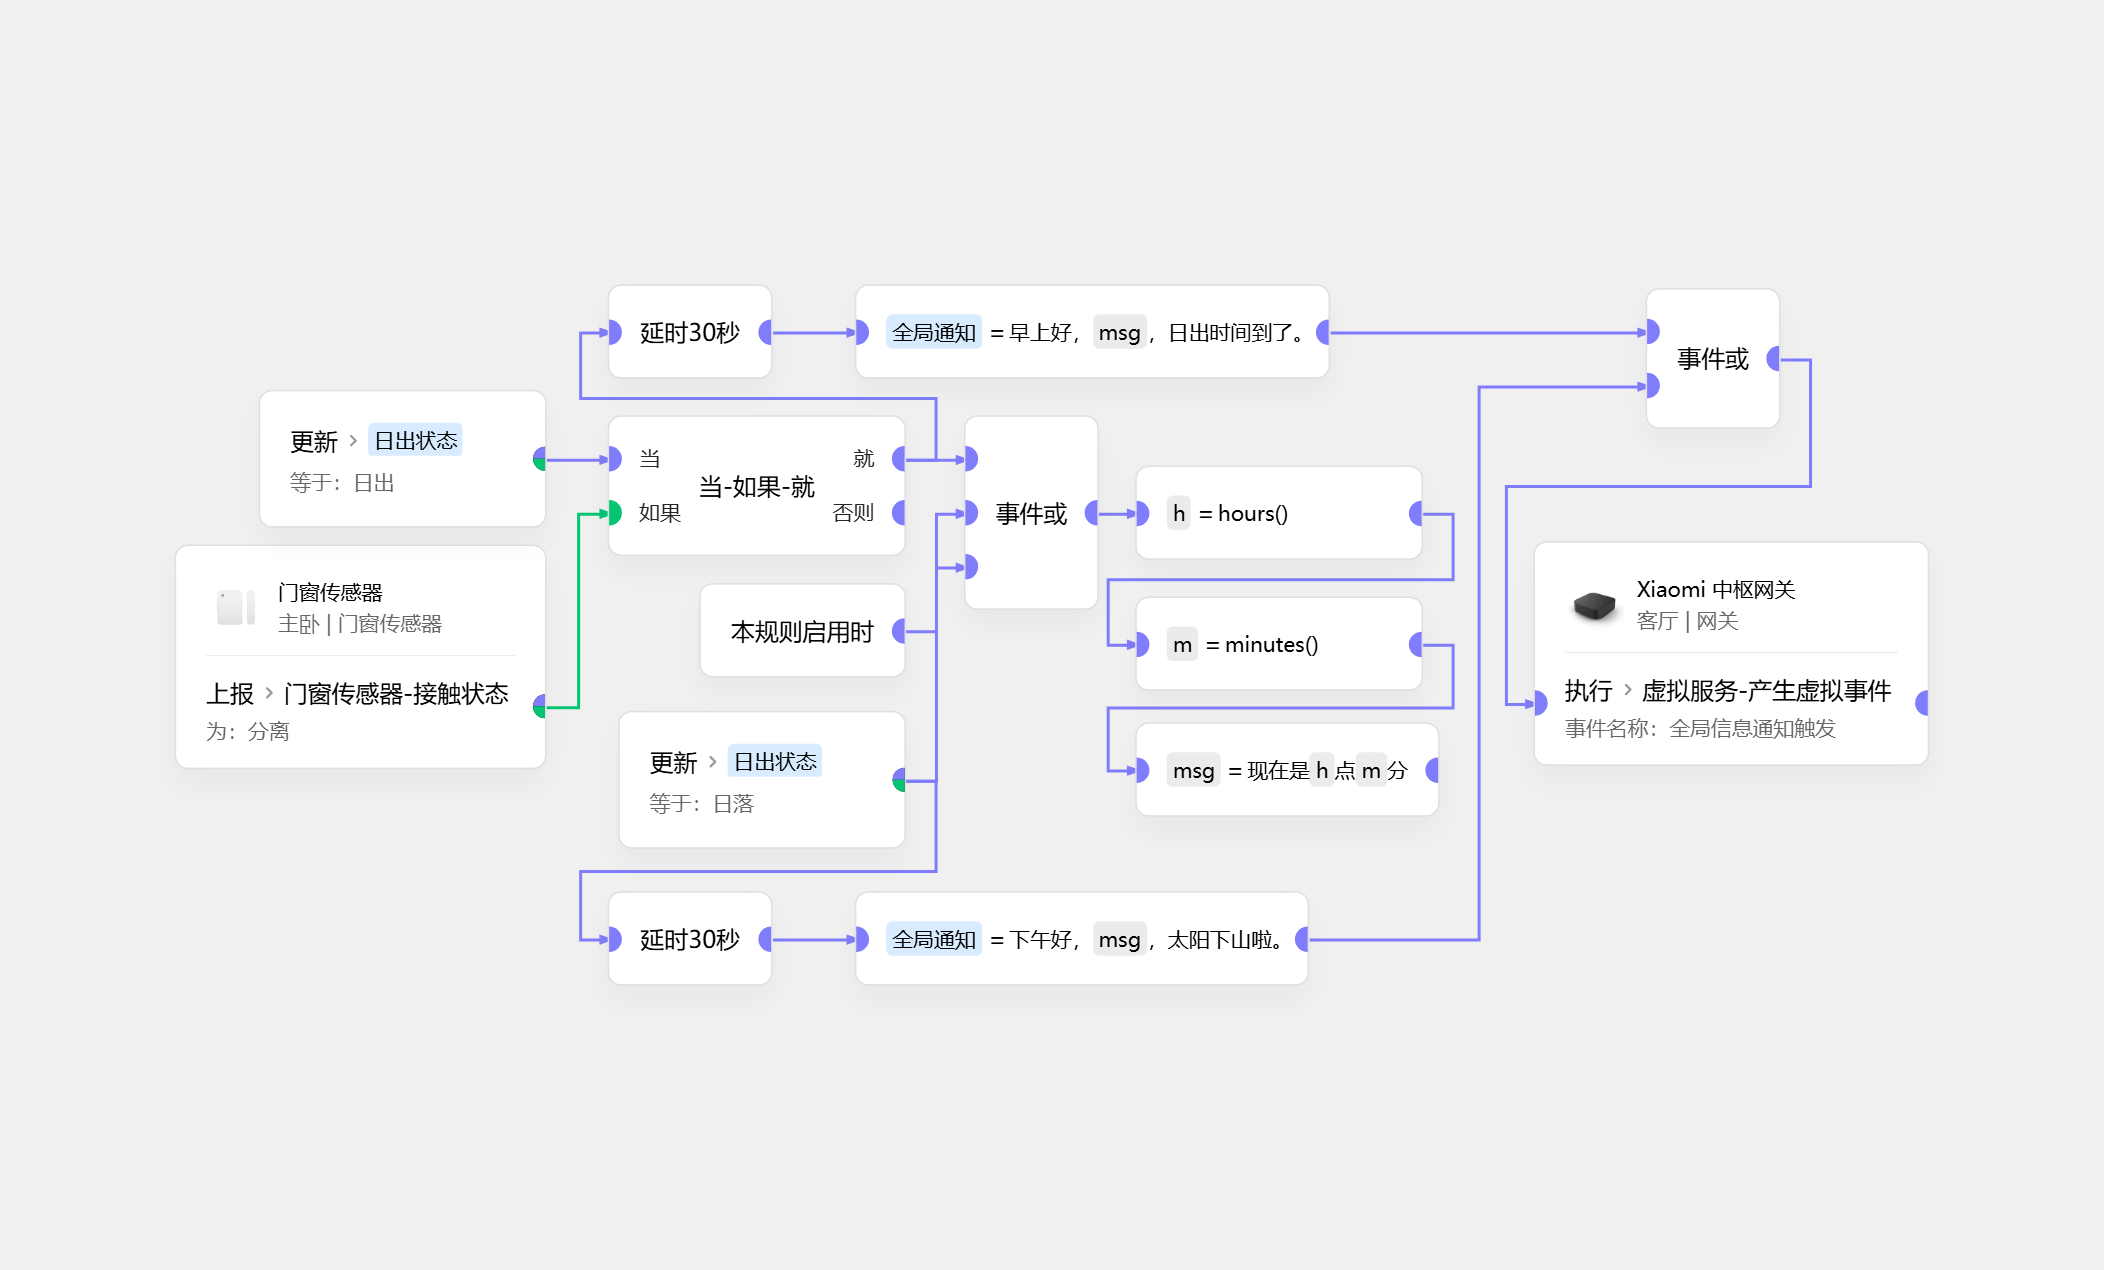 延时30秒
全局通知 = 早上好，msg，日出时间到了。
事件或
更新 > 日出状态
等于：日出
当
就
当-如果-就
如果
否则
事件或
h = hours()
门窗传感器
主卧 | 门窗传感器
上报 > 门窗传感器-接触状态
为：分离
本规则启用时
m = minutes()
Xiaomi 中枢网关
客厅 | 网关
执行 > 虚拟服务-产生虚拟事件
事件名称：全局信息通知触发
更新 > 日出状态
等于：日落
msg = 现在是h点m分
延时30秒
全局通知 = 下午好，msg，太阳下山啦。